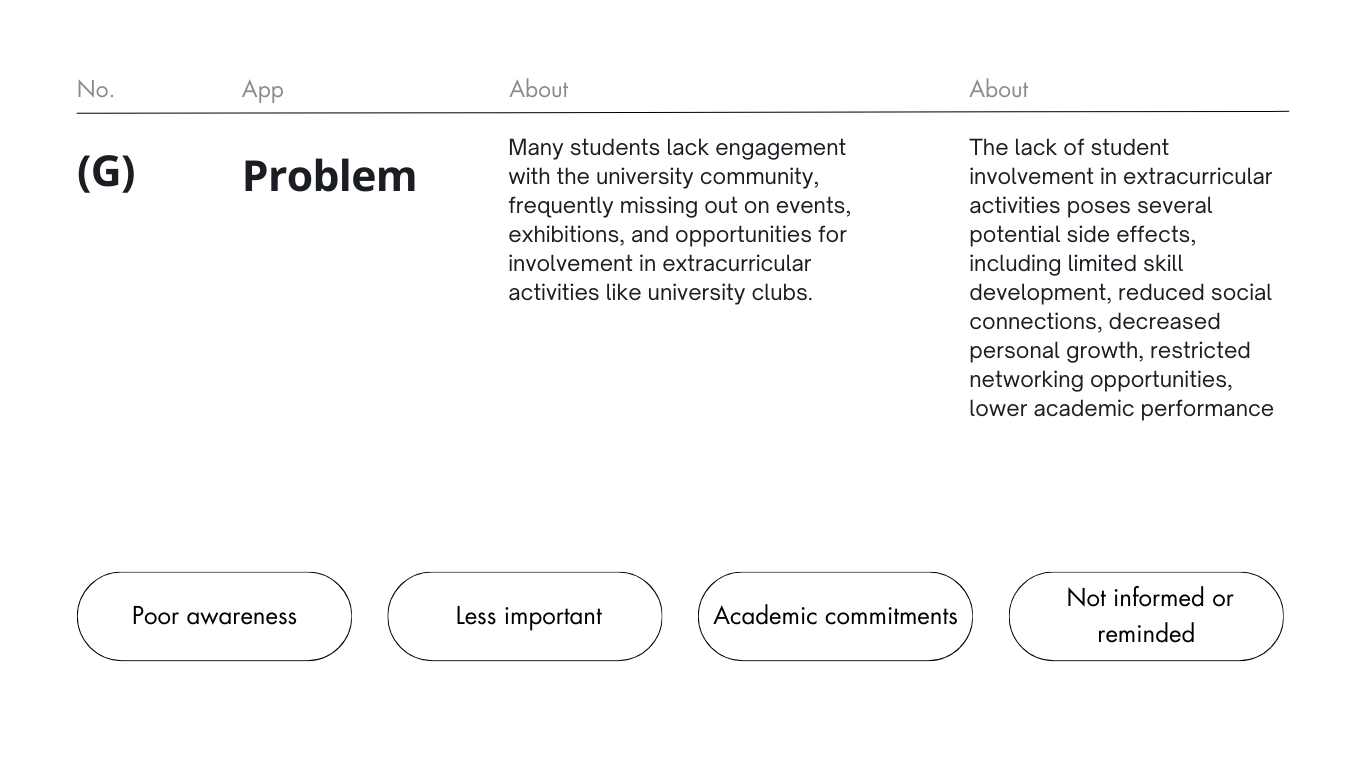 No.
App
About
About
(G)
Problem
Many students lack engagement
with the university community,
frequently missing out on events,
exhibitions, and opportunities for
involvement in extracurricular
activities like university clubs.
The lack of student
involvement in extracurricular
activities poses several
potential side effects,
including limited skill
development, reduced social
connections, decreased
personal growth, restricted
networking opportunities,
lower academic performance
Poor awareness
Less important
Academic commitments
Not informed or
reminded